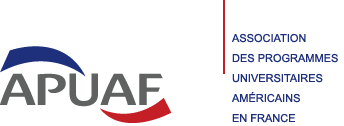 APUAF
ASSOCIATION
DES PROGRAMMES
UNIVERSITAIRES
AMÉRICAINS
EN FRANCE